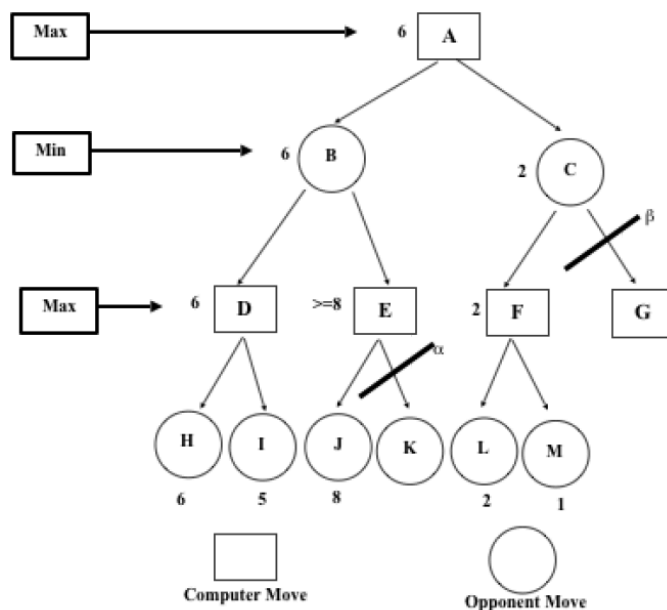 Max
6
A
Min
6
B
2
C
β
Max
6
D
>=8
E
2
F
G
α
H
I
J
K
L
M
6
5
8
2
1
Computer Move
Opponent Move